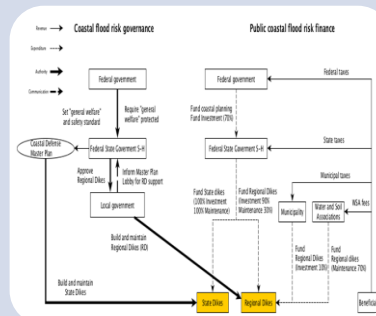 Coastal flood risk governance
Public coastal flood risk finance
Revenue
Expenditure
Authority
Communication
Federal government
Federal government
Federal taxes
Set "general welfare"
and safety standard
Require "general
welfare" protected
Fund coastal planning
Fund Investment (70%)
Coastal Defense
Master Plan
Federal State Government S-H
Federal State Government S-H
State taxes
Approve
Regional Dikes
Inform Master Plan
Lobby for RD support
Municipal taxes
Local government
Fund State dikes
(100% Investment
100% Maintenance)
Fund Regional Dikes
(Investment 90%
Maintenance 30%)
Municipality
Water and Soil
Associations
WSA fees
Build and maintain
Regional Dikes (RD)
Fund
Regional Dikes
(Investment 10%)
Fund
Regional dikes
(Maintenance 70%)
Build and maintain
State Dikes
State Dikes
Regional Dikes